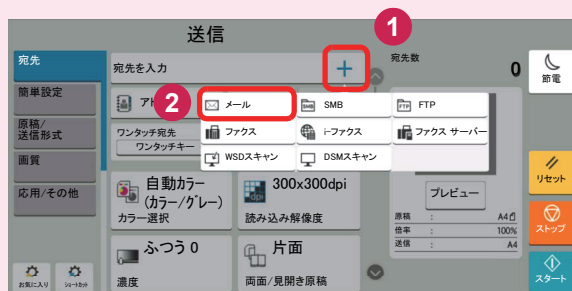 送信
1
宛先
宛先を入力
+
宛先数
0
節電
簡単設定
2
アド
メール
SMB
FTP
原稿/
送信形式
ワンタッチ宛先
ワンタッチキー
ファクス
i-ファクス
ファクス サーバー
画質
WSDスキャン
DSMスキャン
応用/その他
自動カラー
(カラー/グレー)
カラー選択
300x300dpi
読み込み解像度
プレビュー
リセット
原稿 : A4
倍率 : 100%
送信 : A4
ストップ
ふつう 0
濃度
片面
両面/見開き原稿
お気に入り
ショートカット
スタート